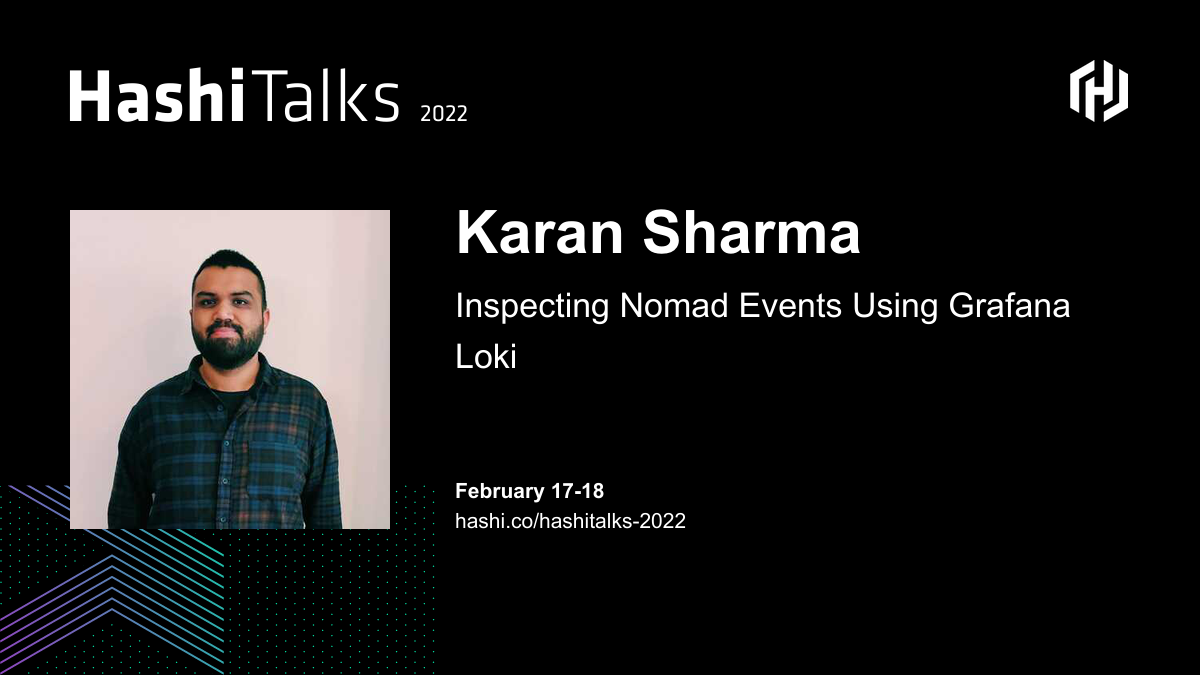 HashiTalks 2022
Karan Sharma
Inspecting Nomad Events Using Grafana
Loki
February 17-18
hashi.co/hashitalks-2022